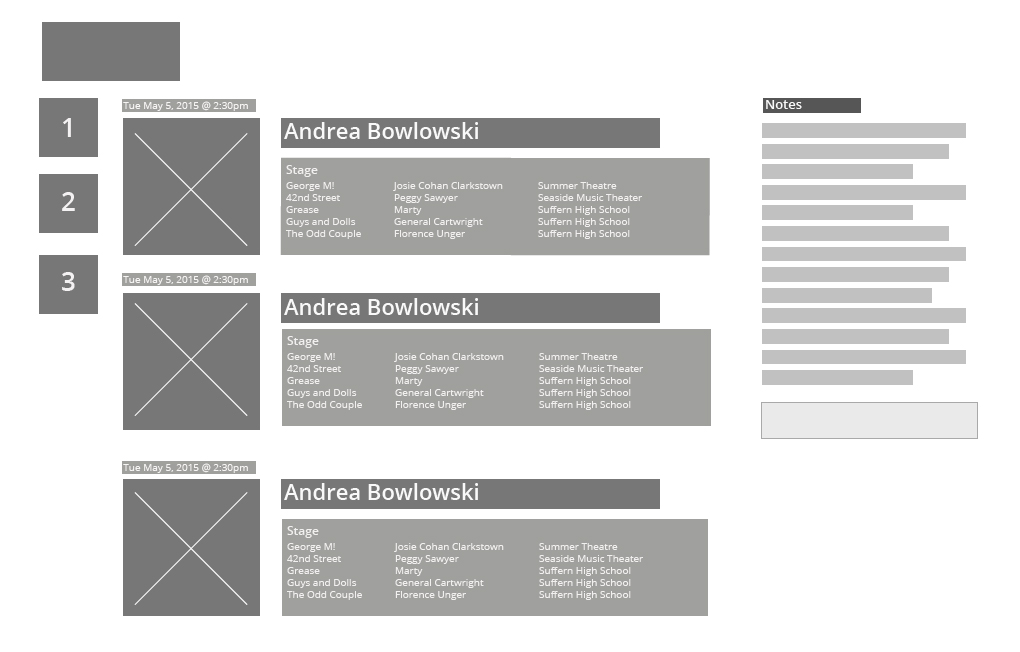 1
2
3
Tue May 5, 2015 @ 2:30pm
Andrea Bowlowski
Stage
George M! Josie Cohan Clarkstown Summer Theatre
42nd Street Peggy Sawyer Seaside Music Theater
Grease Marty Suffern High School
Guys and Dolls General Cartwright Suffern High School
The Odd Couple Florence Unger Suffern High School
Tue May 5, 2015 @ 2:30pm
Andrea Bowlowski
Stage
George M! Josie Cohan Clarkstown Summer Theatre
42nd Street Peggy Sawyer Seaside Music Theater
Grease Marty Suffern High School
Guys and Dolls General Cartwright Suffern High School
The Odd Couple Florence Unger Suffern High School
Tue May 5, 2015 @ 2:30pm
Andrea Bowlowski
Stage
George M! Josie Cohan Clarkstown Summer Theatre
42nd Street Peggy Sawyer Seaside Music Theater
Grease Marty Suffern High School
Guys and Dolls General Cartwright Suffern High School
The Odd Couple Florence Unger Suffern High School
Notes